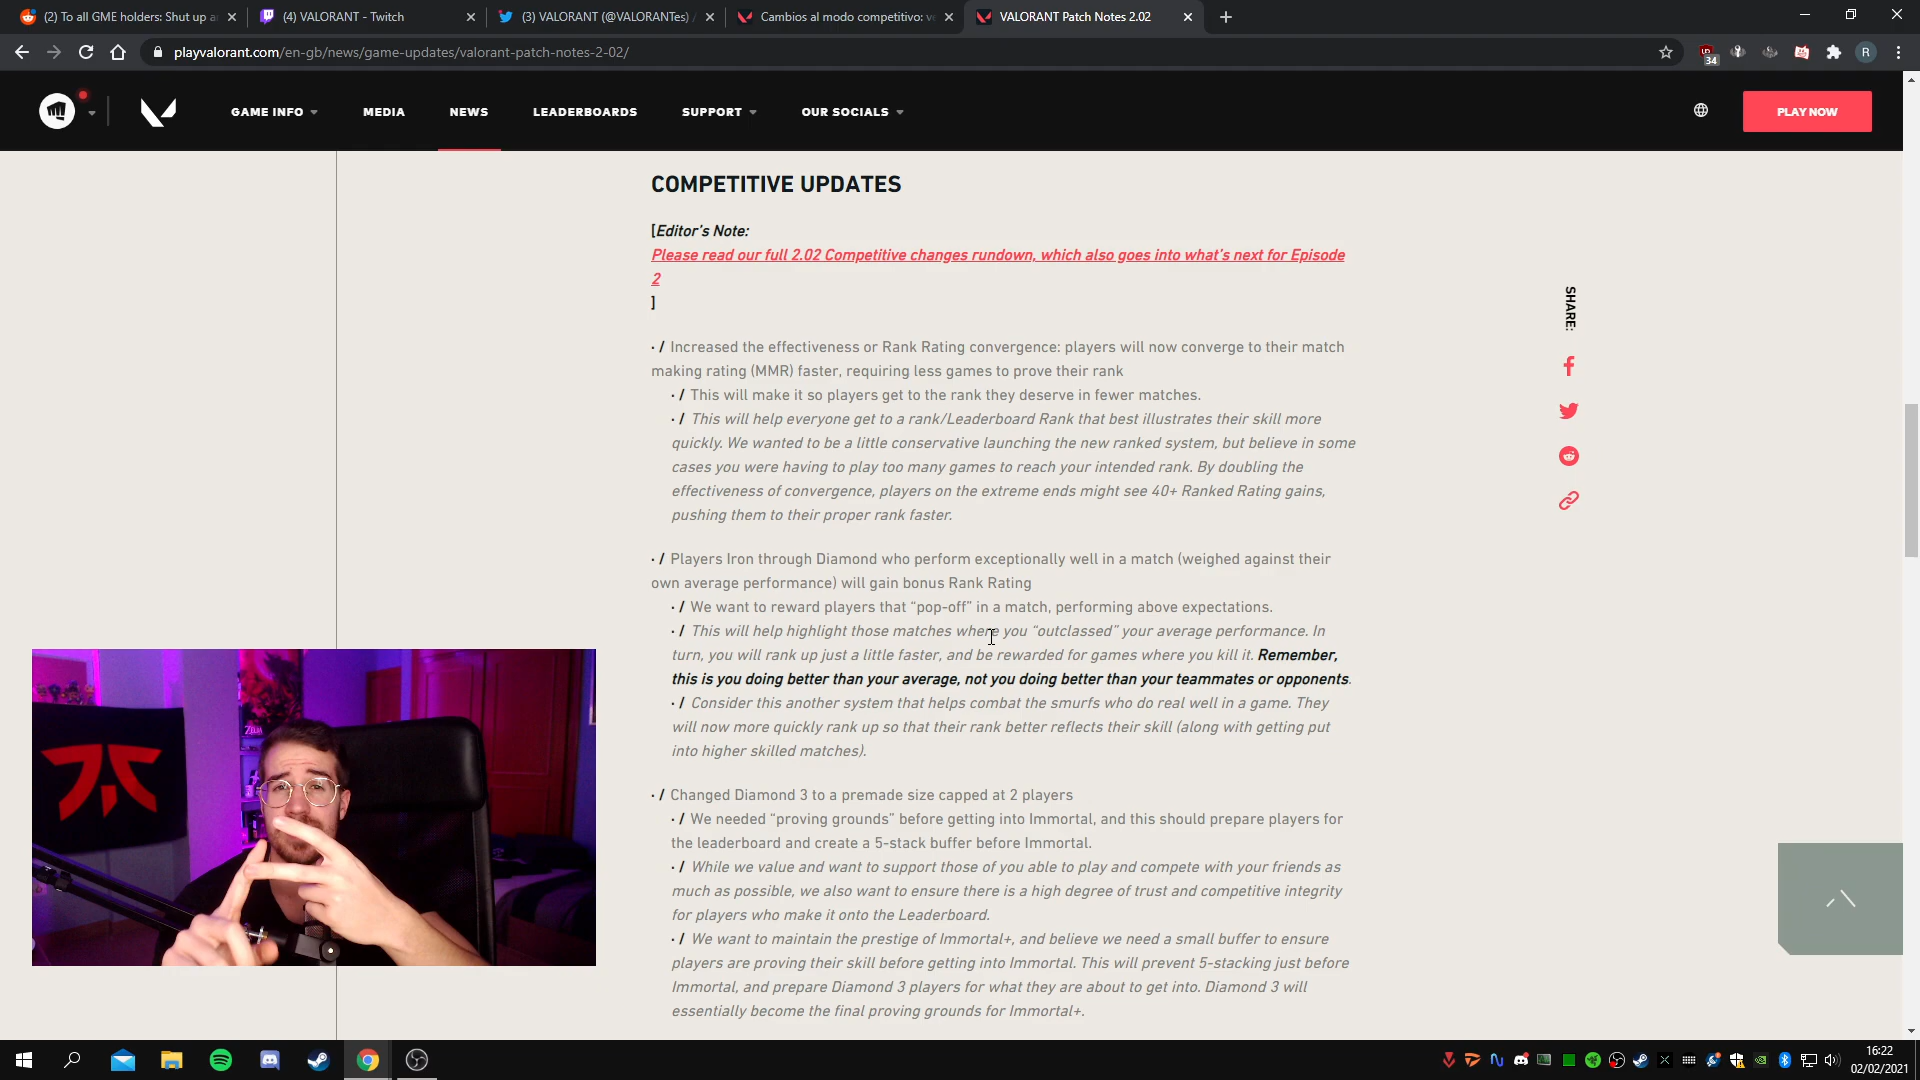 (2) To all GME holders: Shut up a
(4) VALORANT - Twitch
(3) VALORANT (@VALORANTes) /
Cambios al modo competitivo: ve
VALORANT Patch Notes 2.02
playvalorant.com/en-gb/news/game-updates/valorant-patch-notes-2-02/
34
R
GAME INFO
MEDIA
NEWS
LEADERBOARDS
SUPPORT
OUR SOCIALS
PLAY NOW
COMPETITIVE UPDATES
[Editor's Note:
Please read our full 2.02 Competitive changes rundown, which also goes into what's next for Episode
2
]
SHARE:
· / Increased the effectiveness or Rank Rating convergence: players will now converge to their match
making rating (MMR) faster, requiring less games to prove their rank
· / This will make it so players get to the rank they deserve in fewer matches.
· / This will help everyone get to a rank/Leaderboard Rank that best illustrates their skill more
quickly. We wanted to be a little conservative launching the new ranked system, but believe in some
cases you were having to play too many games to reach your intended rank. By doubling the
effectiveness of convergence, players on the extreme ends might see 40+ Ranked Rating gains,
pushing them to their proper rank faster.
· / Players Iron through Diamond who perform exceptionally well in a match (weighed against their
own average performance) will gain bonus Rank Rating
· / We want to reward players that “pop-off” in a match, performing above expectations.
· / This will help highlight those matches where you “outclassed” your average performance. In
turn, you will rank up just a little faster, and be rewarded for games where you kill it. Remember,
this is you doing better than your average, not you doing better than your teammates or opponents.
· / Consider this another system that helps combat the smurfs who do real well in a game. They
will now more quickly rank up so that their rank better reflects their skill (along with getting put
into higher skilled matches).
· / Changed Diamond 3 to a premade size capped at 2 players
· / We needed “proving grounds” before getting into Immortal, and this should prepare players for
the leaderboard and create a 5-stack buffer before Immortal.
· / While we value and want to support those of you able to play and compete with your friends as
much as possible, we also want to ensure there is a high degree of trust and competitive integrity
for players who make it onto the Leaderboard.
· / We want to maintain the prestige of Immortal+, and believe we need a small buffer to ensure
players are proving their skill before getting into Immortal. This will prevent 5-stacking just before
Immortal, and prepare Diamond 3 players for what they are about to get into. Diamond 3 will
essentially become the final proving grounds for Immortal+.
ZELDA
16:22
02/02/2021